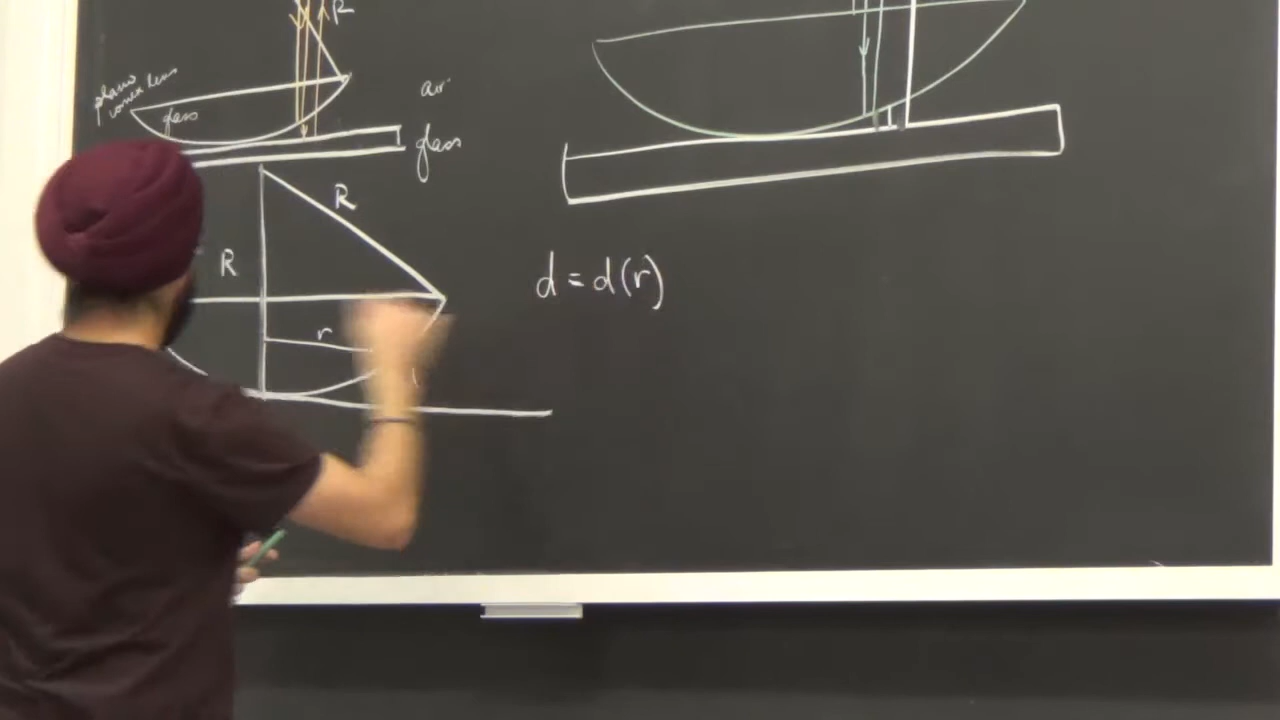 R
plano
convex lens
glass
air
glass
R
R
r
d = d(r)